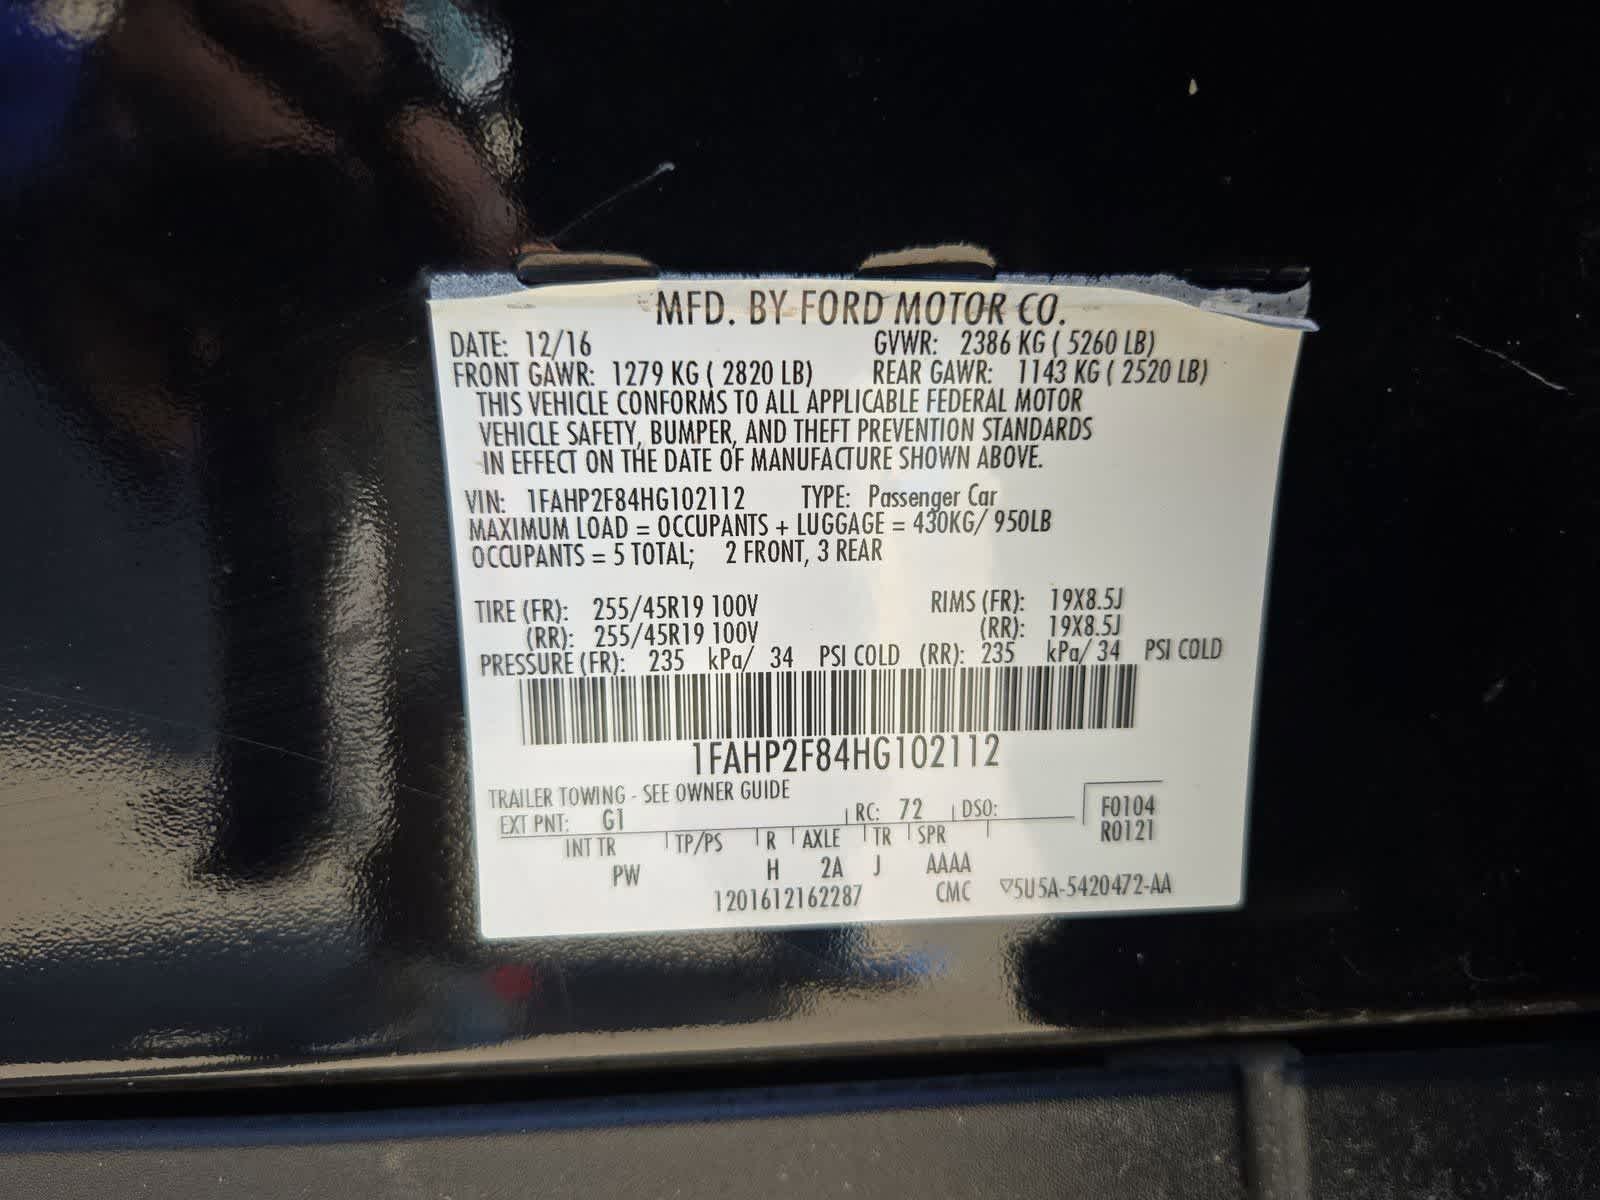 MFD. BY FORD MOTOR CO.
DATE: 12/16 GVWR: 2386 KG ( 5260 LB)
FRONT GAWR: 1279 KG ( 2820 LB) REAR GAWR: 1143 KG ( 2520 LB)
THIS VEHICLE CONFORMS TO ALL APPLICABLE FEDERAL MOTOR
VEHICLE SAFETY, BUMPER, AND THEFT PREVENTION STANDARDS
IN EFFECT ON THE DATE OF MANUFACTURE SHOWN ABOVE.
VIN: 1FAHP2F84HG102112 TYPE: Passenger Car
MAXIMUM LOAD = OCCUPANTS + LUGGAGE = 430KG/ 950LB
OCCUPANTS = 5 TOTAL; 2 FRONT, 3 REAR
TIRE (FR): 255/45R19 100V RIMS (FR): 19X8.5J
(RR): 255/45R19 100V (RR): 19X8.5J
PRESSURE (FR): 235 kPa/ 34 PSI COLD (RR): 235 kPa/ 34 PSI COLD
1FAHP2F84HG102112
TRAILER TOWING - SEE OWNER GUIDE
EXT PNT: G1 RC: 72 DSO: F0104
R0121
INT TR TP/PS R AXLE TR SPR
PW H 2A J AAAA
1201612162287 CMC ▽5U5A-5420472-AA